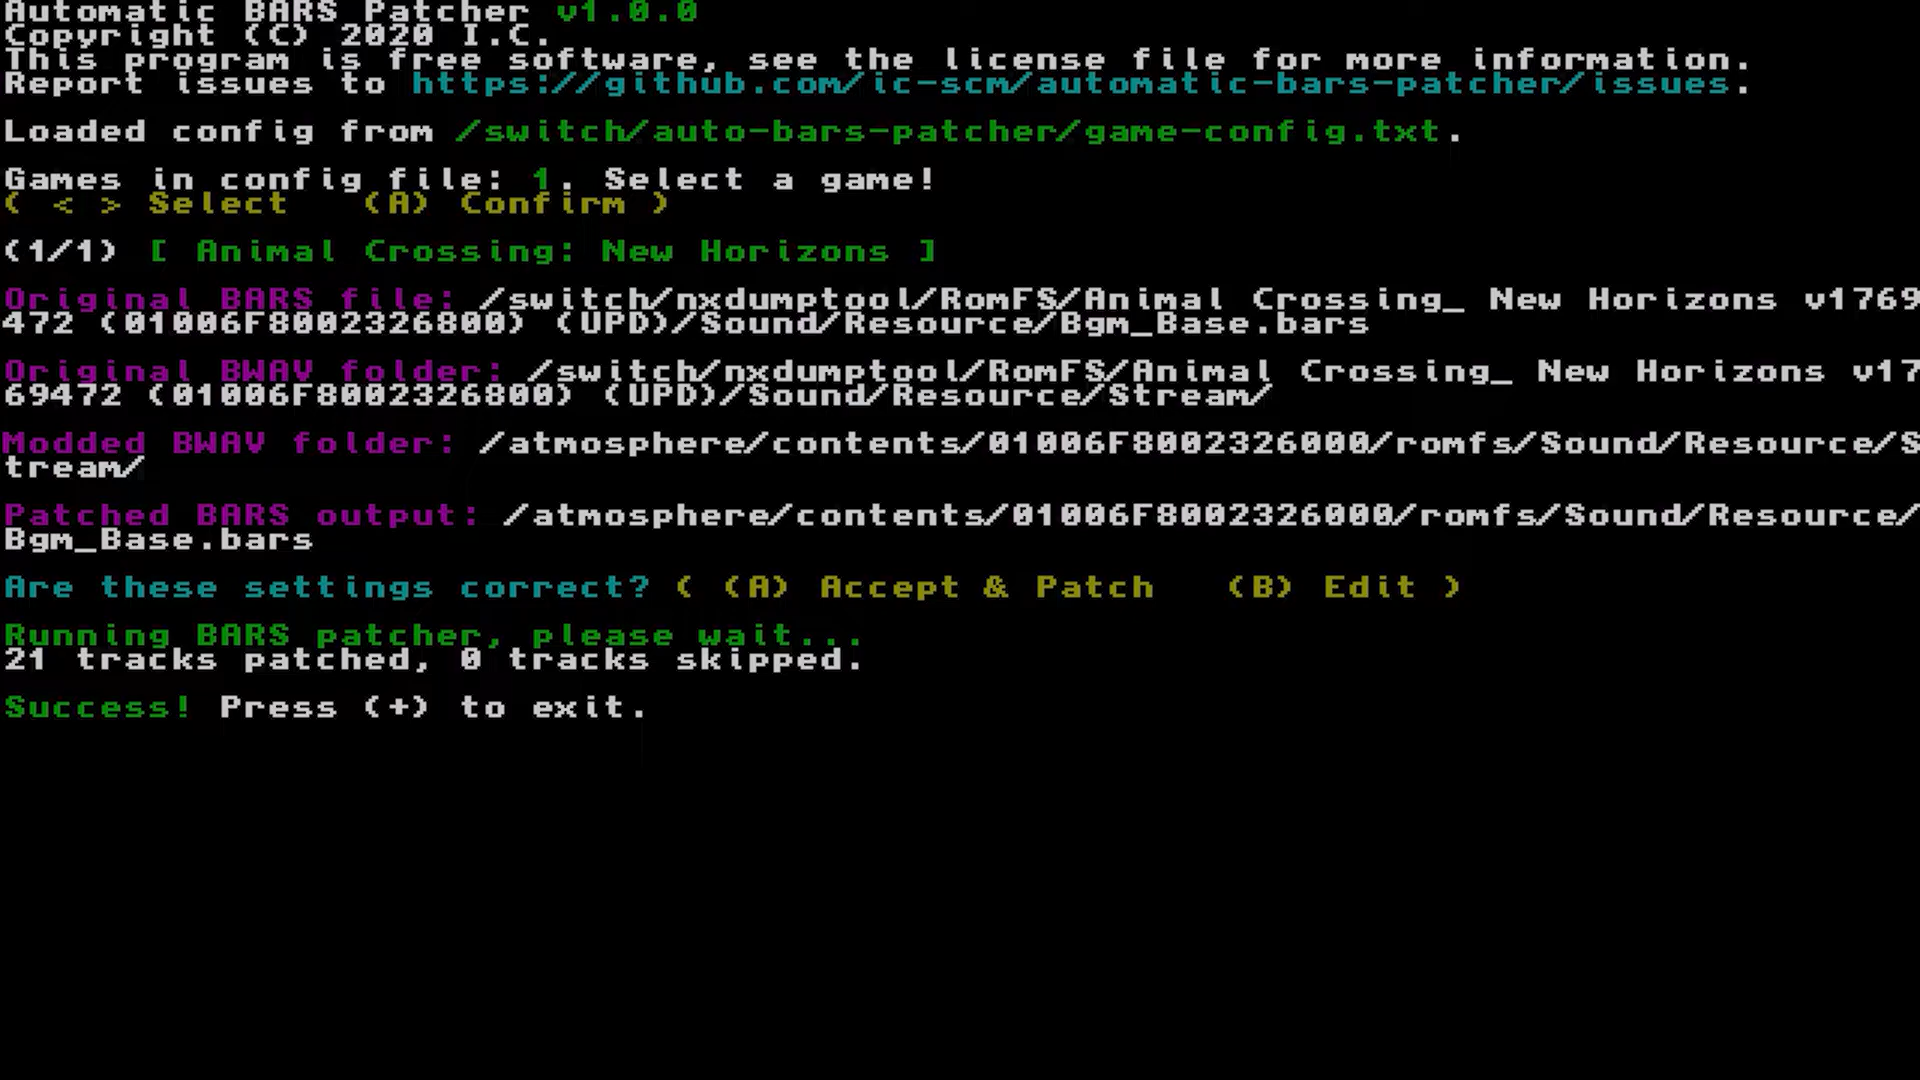 Automatic BARS Patcher v1.0.0
Copyright (C) 2020 I.C.
This program is free software, see the license file for more information.
Report issues to https://github.com/ic-scm/automatic-bars-patcher/issues.
Loaded config from /switch/auto-bars-patcher/game-config.txt.
Games in config file: 1. Select a game!
( < > Select   (A) Confirm )
(1/1) [ Animal Crossing: New Horizons ]
Original BARS file: /switch/nxdumptool/RomFS/Animal Crossing_ New Horizons v1769
472 (01006F8002326800) (UPD)/Sound/Resource/Bgm_Base.bars
Original BWAV folder: /switch/nxdumptool/RomFS/Animal Crossing_ New Horizons v17
69472 (01006F8002326800) (UPD)/Sound/Resource/Stream/
Modded BWAV folder: /atmosphere/contents/01006F8002326000/romfs/Sound/Resource/S
tream/
Patched BARS output: /atmosphere/contents/01006F8002326000/romfs/Sound/Resource/
Bgm_Base.bars
Are these settings correct? ( (A) Accept & Patch   (B) Edit )
Running BARS patcher, please wait...
21 tracks patched, 0 tracks skipped.
Success! Press (+) to exit.